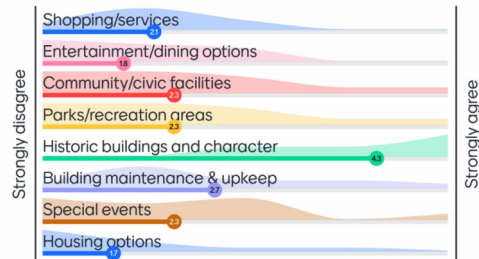 Strongly disagree
Shopping/services
2.1
Entertainment/dining options
1.8
Community/civic facilities
2.3
Parks/recreation areas
2.3
Historic buildings and character
4.3
Building maintenance & upkeep
2.7
Special events
2.3
Housing options
1.7
Strongly agree